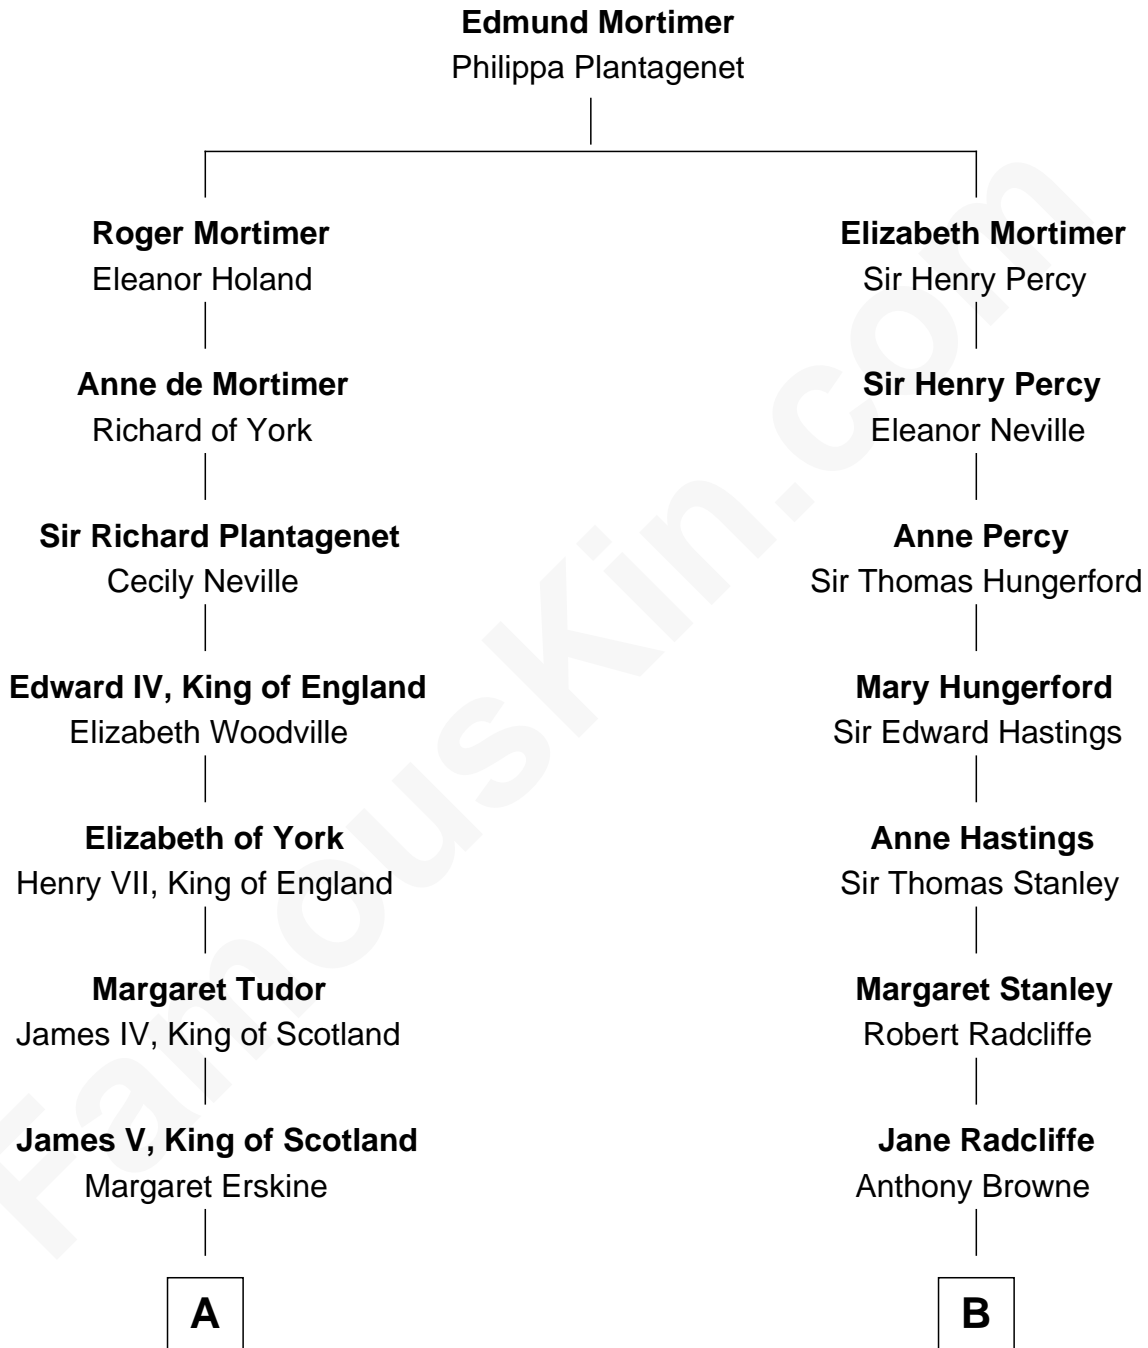 Edmund Mortimer
Philippa Plantagenet
Roger Mortimer
Eleanor Holand
Anne de Mortimer
Richard of York
Sir Richard Plantagenet
Cecily Neville
Edward IV, King of England
Elizabeth Woodville
Elizabeth of York
Henry VII, King of England
Margaret Tudor
James IV, King of Scotland
James V, King of Scotland
Margaret Erskine
A
Elizabeth Mortimer
Sir Henry Percy
Sir Henry Percy
Eleanor Neville
Anne Percy
Sir Thomas Hungerford
Mary Hungerford
Sir Edward Hastings
Anne Hastings
Sir Thomas Stanley
Margaret Stanley
Robert Radcliffe
Jane Radcliffe
Anthony Browne
B
FamousKin.com